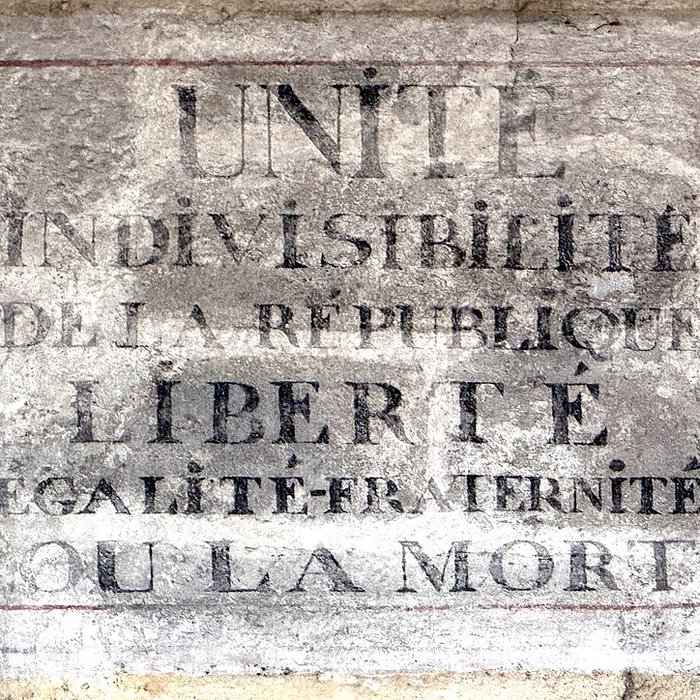 UNITÉ
INDIVISIBILITÉ
DE LA RÉPUBLIQUE
LIBERTÉ
ÉGALITÉ-FRATERNITÉ
OU LA MORT